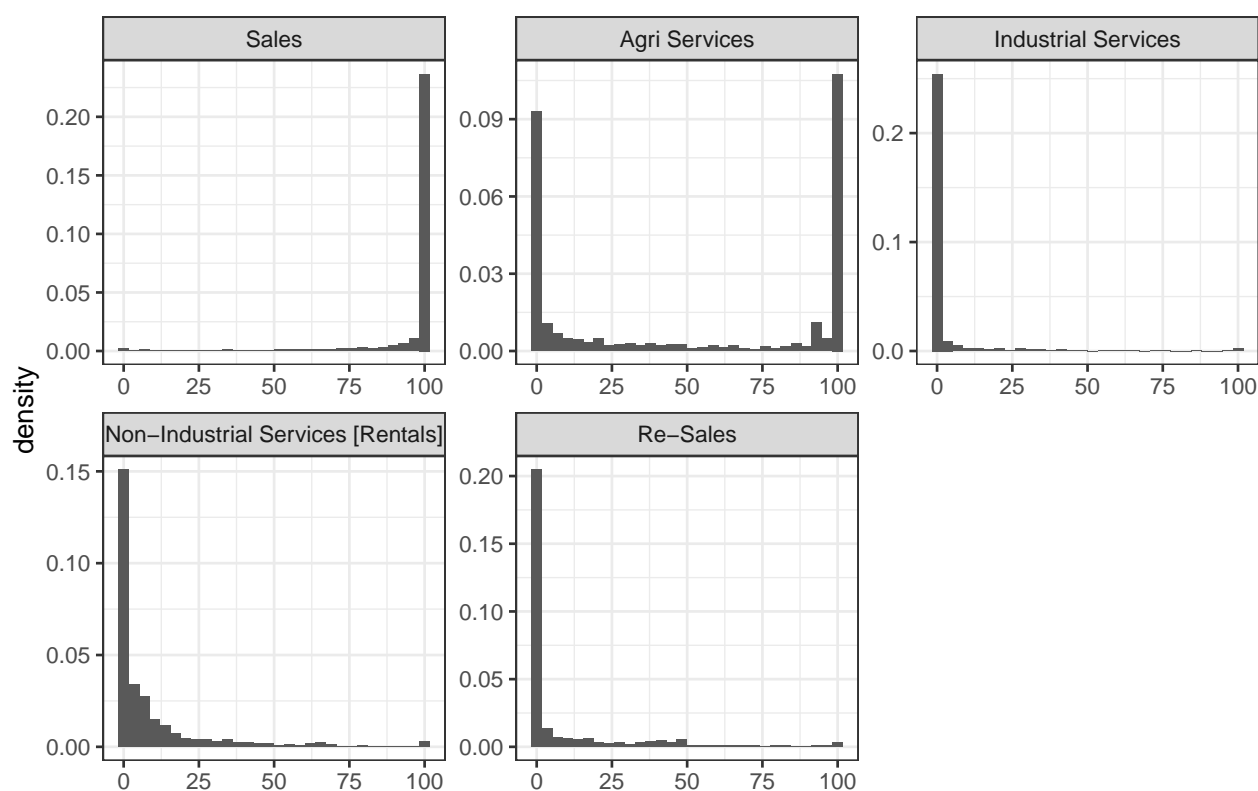 Sales
Agri Services
Industrial Services
0.20
0.15
0.10
0.05
0.00
0.09
0.06
0.03
0.00
0.2
0.1
0.0
0 25 50 75 100
0 25 50 75 100
0 25 50 75 100
density
Non−Industrial Services [Rentals]
Re−Sales
0.15
0.10
0.05
0.00
0.20
0.15
0.10
0.05
0.00
0 25 50 75 100
0 25 50 75 100